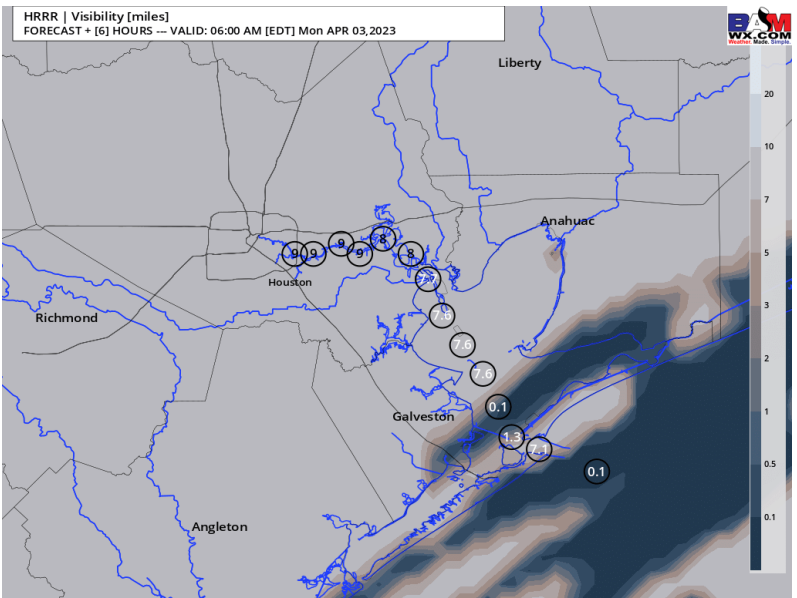 HRRR | Visibility [miles]
FORECAST + [6] HOURS --- VALID: 06:00 AM [EDT] Mon APR 03,2023
BAM
WX.COM
Weather. Made. Simple.
Liberty
20
10
7
Anahuac
5
9 9 9 9 8 8
Houston
7.7
3
7.6
Richmond
7.6
2
7.6
0.1
1
Galveston
1.3
7.1
0.5
0.1
0.1
Angleton